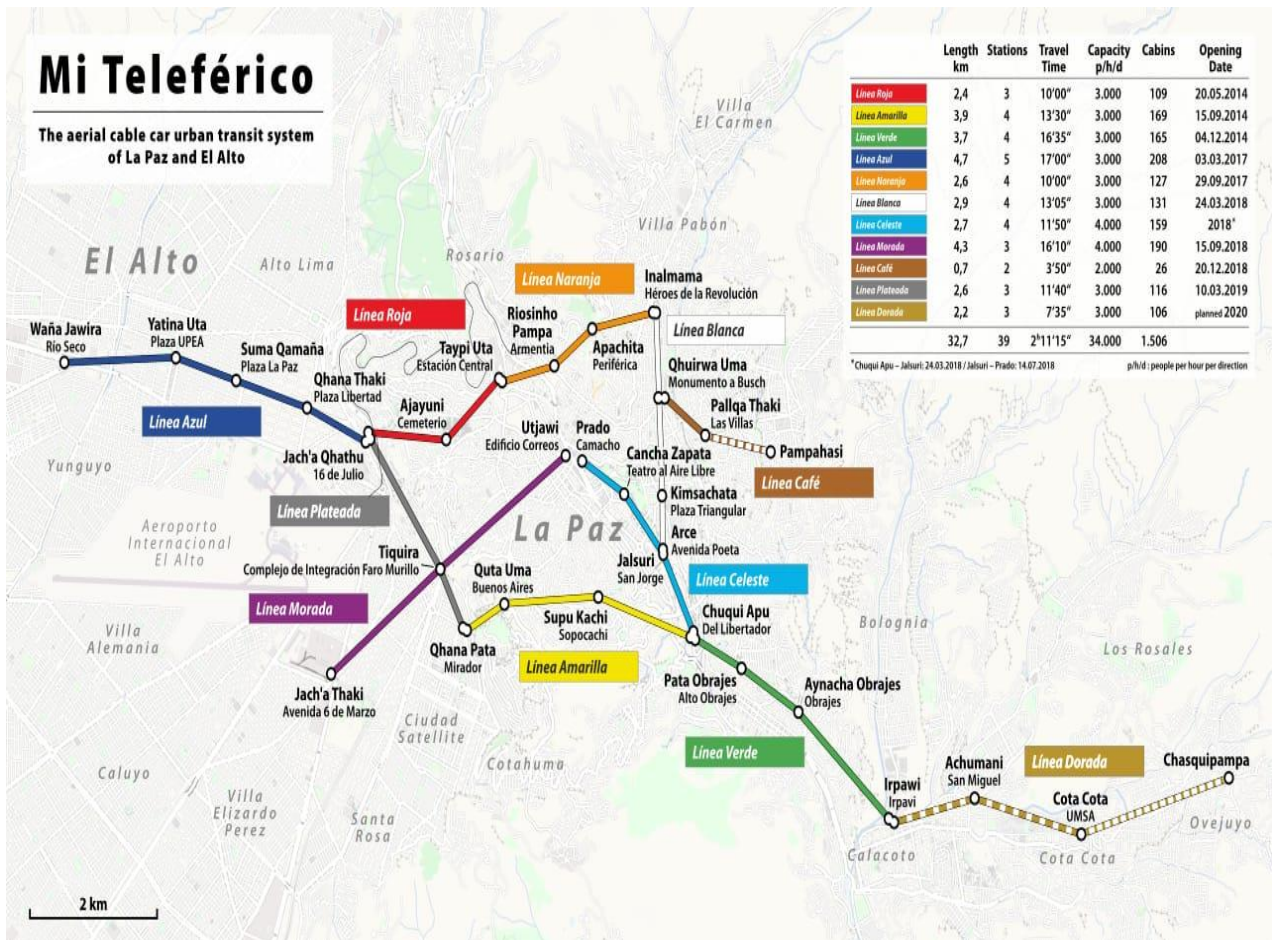 Mi Teleférico
The aerial cable car urban transit system
of La Paz and El Alto
Length Stations Travel Capacity Cabins Opening
km Time p/h/d Date
Línea Roja 2,4 3 10'00“ 3.000 109 20.05.2014
Línea Amarilla 3,9 4 13'30“ 3.000 169 15.09.2014
Línea Verde 3,7 4 16'35“ 3.000 165 04.12.2014
Línea Azul 4,7 5 17'00“ 3.000 208 03.03.2017
Línea Naranja 2,6 4 10'00“ 3.000 127 29.09.2017
Línea Blanca 2,9 4 13'05“ 3.000 131 24.03.2018
Línea Celeste 2,7 4 11'50“ 4.000 159 2018*
Línea Morada 4,3 3 16'10“ 4.000 190 15.09.2018
Línea Café 0,7 2 3'50“ 2.000 26 20.12.2018
Línea Plateada 2,6 3 11'40“ 3.000 116 10.03.2019
Línea Dorada 2,2 3 7'35“ 3.000 106 planned 2020
32,7 39 2ʰ11'15“ 34.000 1.506
*Chuqui Apu – Jalsuri: 24.03.2018 / Jalsuri – Prado: 14.07.2018 p/h/d : people per hour per direction
Villa
El Carmen
Villa Pabón
El Alto
Alto Lima
Rosario
Línea Naranja
Inalmama
Héroes de la Revolución
Línea Roja
Riosinho
Pampa
Armentia
Línea Blanca
Waña Jawira
Rio Seco
Yatina Uta
Plaza UPEA
Suma Qamaña
Plaza La Paz
Taypi Uta
Estación Central
Apachita
Periférica
Qhana Thaki
Plaza Libertad
Qhuirwa Uma
Monumento a Busch
Línea Azul
Ajayuni
Cemeterio
Utjawi
Edificio Correos
Prado
Camacho
Pallqa Thaki
Las Villas
Pampahasi
Yunguyo
Jach'a Qhathu
16 de Julio
Cancha Zapata
Teatro al Aire Libre
Línea Café
Línea Plateada
Kimsachata
Plaza Triangular
La Paz
Aeroporto
Internacional
El Alto
Arce
Avenida Poeta
Tiquira
Complejo de Integración Faro Murillo
Jalsuri
San Jorge
Quta Uma
Buenos Aires
Línea Celeste
Línea Morada
Supu Kachi
Sopocachi
Chuqui Apu
Del Libertador
Bolognia
Villa
Alemania
Qhana Pata
Mirador
Línea Amarilla
Los Rosales
Jach'a Thaki
Avenida 6 de Marzo
Pata Obrajes
Alto Obrajes
Aynacha Obrajes
Obrajes
Ciudad
Satellite
Línea Verde
Cotahuma
Caluyo
Achumani
San Miguel
Línea Dorada
Chasquipampa
Villa
Elizardo
Perez
Santa
Rosa
Irpawi
Irpavi
Cota Cota
UMSA
Ovejuyo
Calacoto
Cota Cota
2 km